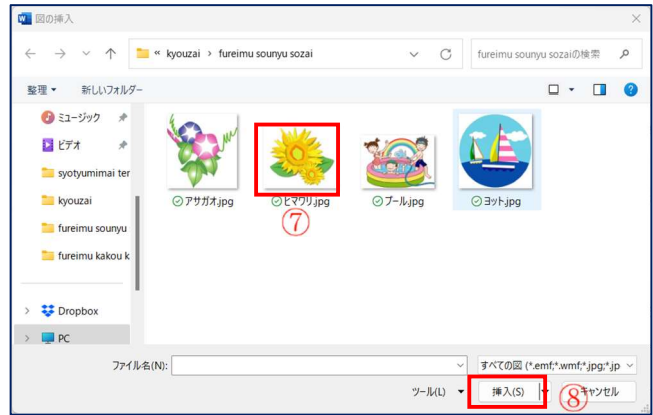 図の挿入
« kyouzai › fureimu sounyu sozai
fureimu sounyu sozaiの検索
整理 新しいフォルダー
ミュージック
ビデオ
syotyumimai ter
kyouzai
fureimu sounyu
fureimu kakou k
Dropbox
PC
アサガオ.jpg
ヒマワリ.jpg
プール.jpg
ヨット.jpg
⑦
ファイル名(N):
すべての図 (*.emf;*.wmf;*.jpg;*.jp
ツール(L)
挿入(S)
⑧
キャンセル